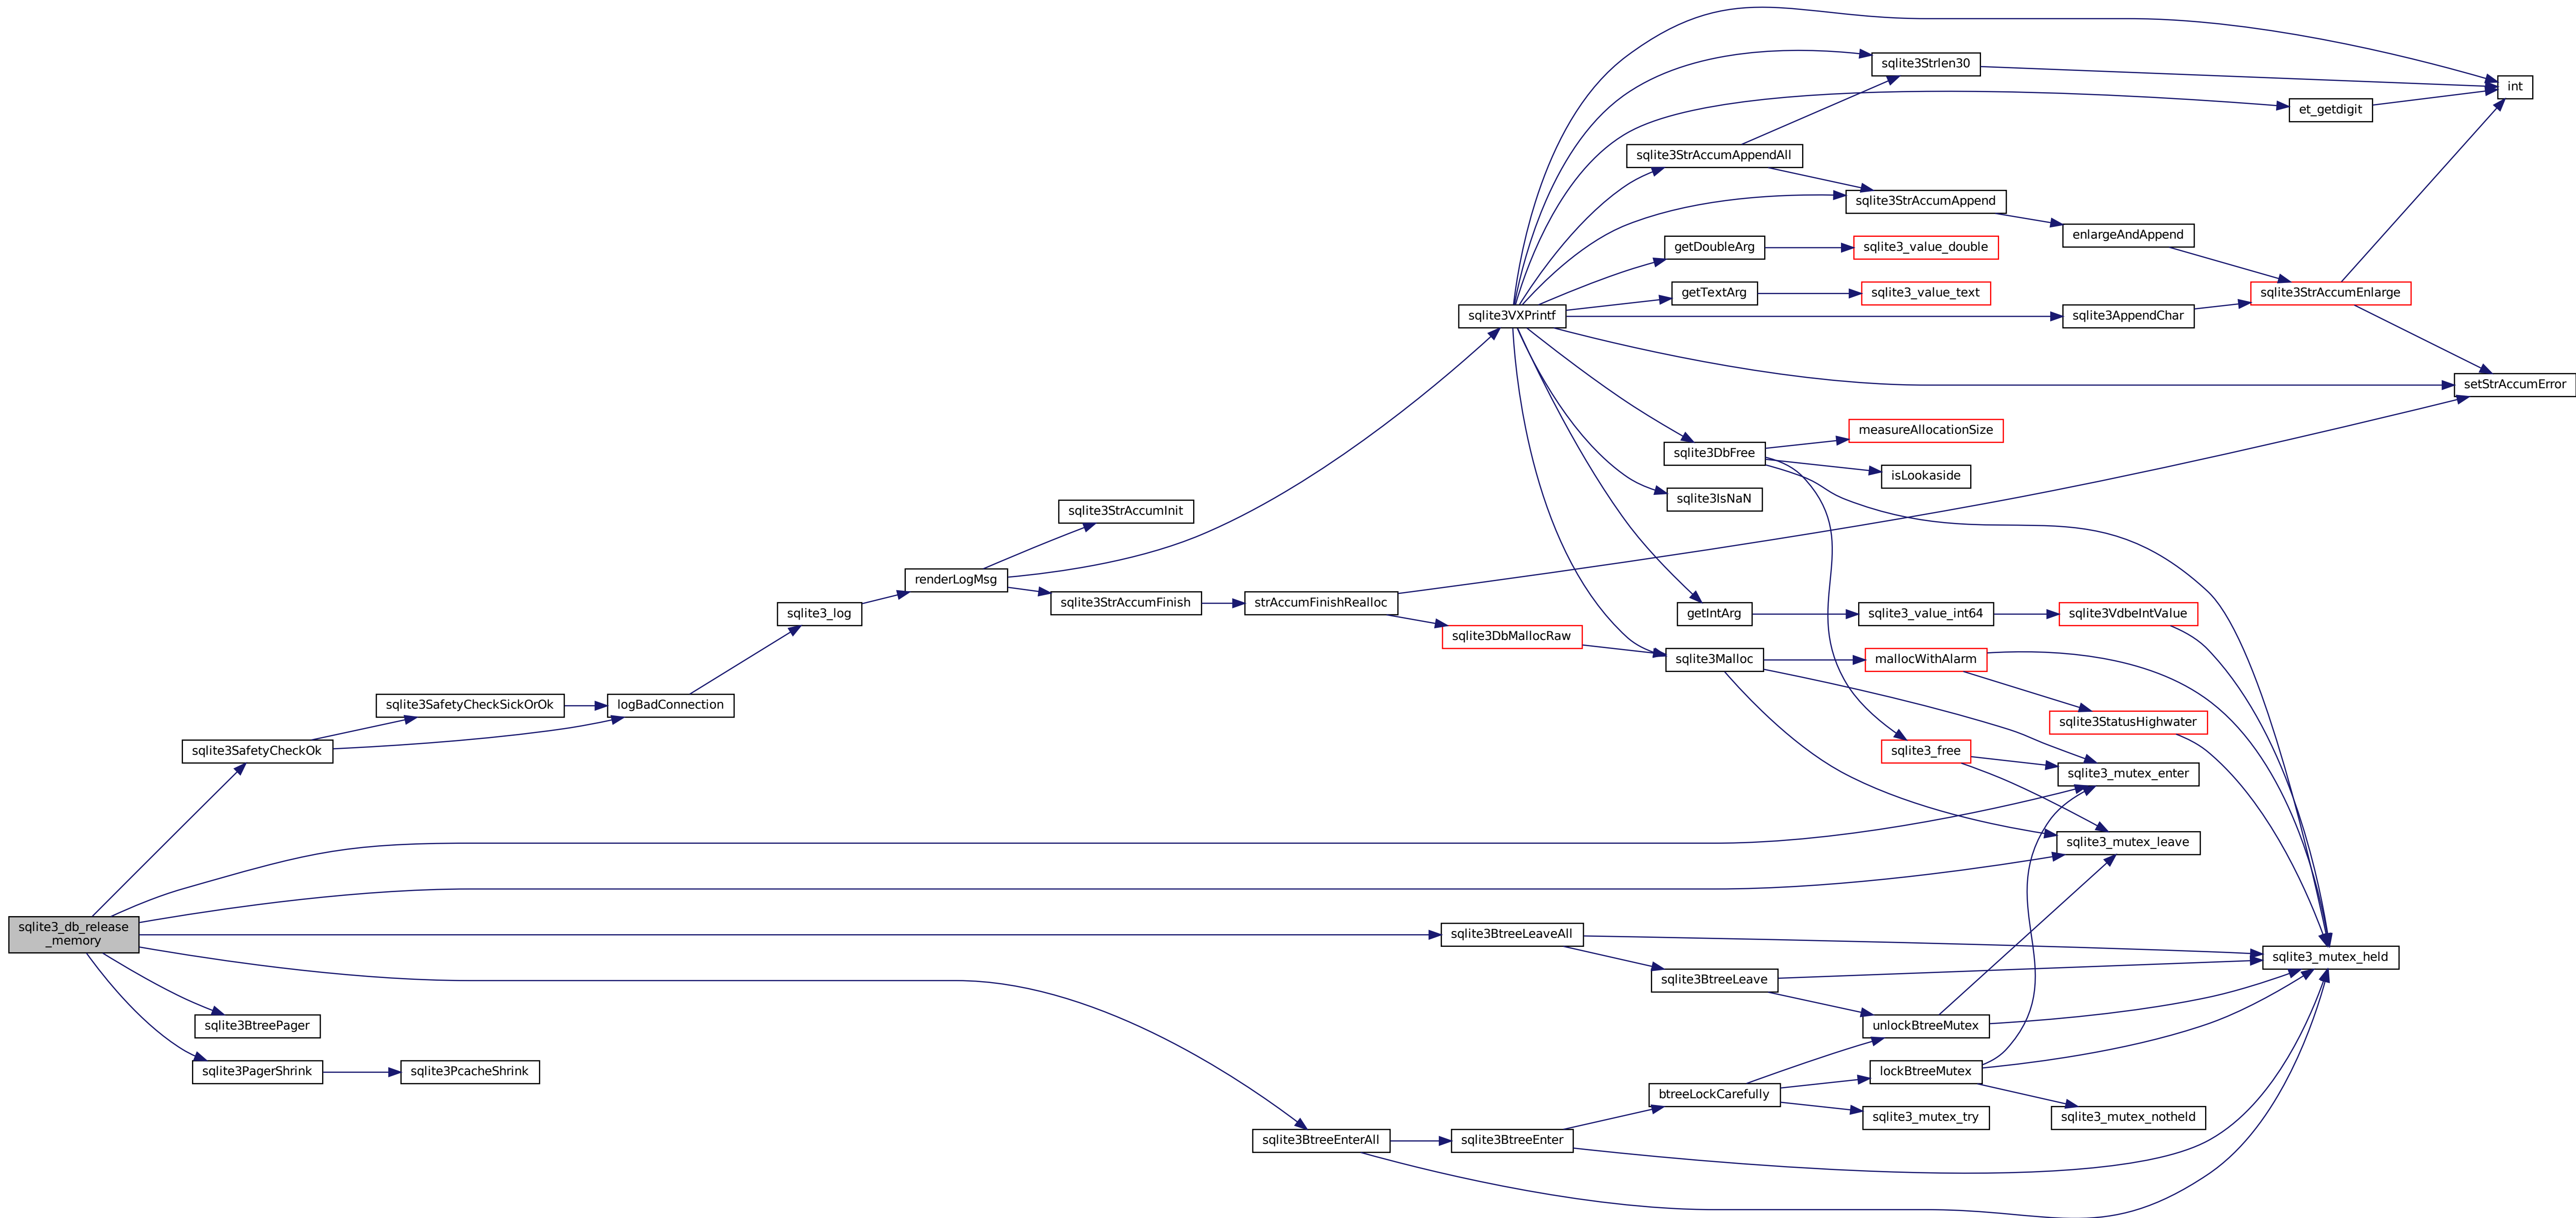 sqlite3_db_release
_memory
sqlite3SafetyCheckOk
sqlite3BtreePager
sqlite3PagerShrink
sqlite3SafetyCheckSickOrOk
sqlite3PcacheShrink
logBadConnection
sqlite3_log
renderLogMsg
sqlite3StrAccumInit
sqlite3StrAccumFinish
strAccumFinishRealloc
sqlite3BtreeEnterAll
sqlite3VXPrintf
sqlite3DbMallocRaw
sqlite3BtreeLeaveAll
sqlite3BtreeEnter
sqlite3StrAccumAppendAll
getDoubleArg
getTextArg
sqlite3DbFree
sqlite3IsNaN
getIntArg
sqlite3Malloc
sqlite3BtreeLeave
btreeLockCarefully
sqlite3Strlen30
sqlite3StrAccumAppend
sqlite3_value_double
sqlite3_value_text
measureAllocationSize
isLookaside
sqlite3_value_int64
mallocWithAlarm
sqlite3_free
unlockBtreeMutex
lockBtreeMutex
sqlite3_mutex_try
enlargeAndAppend
sqlite3AppendChar
sqlite3VdbeIntValue
sqlite3StatusHighwater
sqlite3_mutex_enter
sqlite3_mutex_leave
sqlite3_mutex_notheld
et_getdigit
sqlite3StrAccumEnlarge
sqlite3_mutex_held
int
setStrAccumError